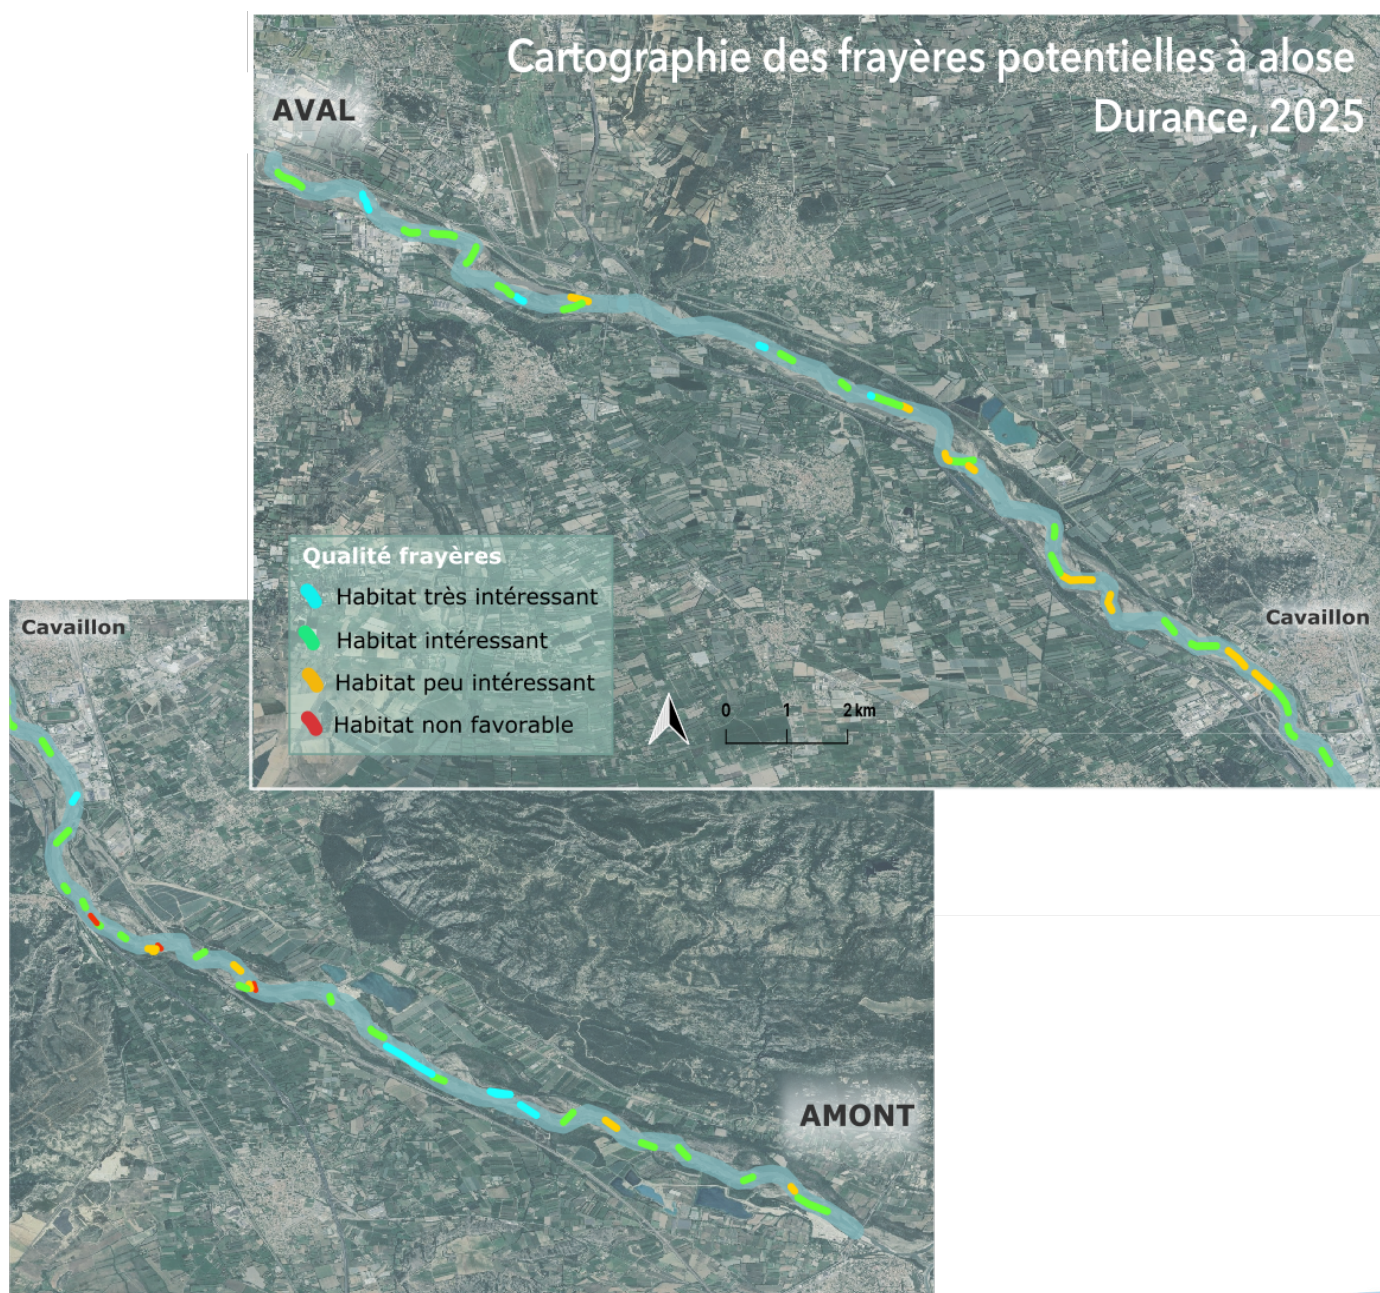 Cartographie des frayères potentielles à alose
Durance, 2025
AVAL
Qualité frayères
Habitat très intéressant
Habitat intéressant
Habitat peu intéressant
Habitat non favorable
0 1 2 km
Cavaillon
Cavaillon
AMONT